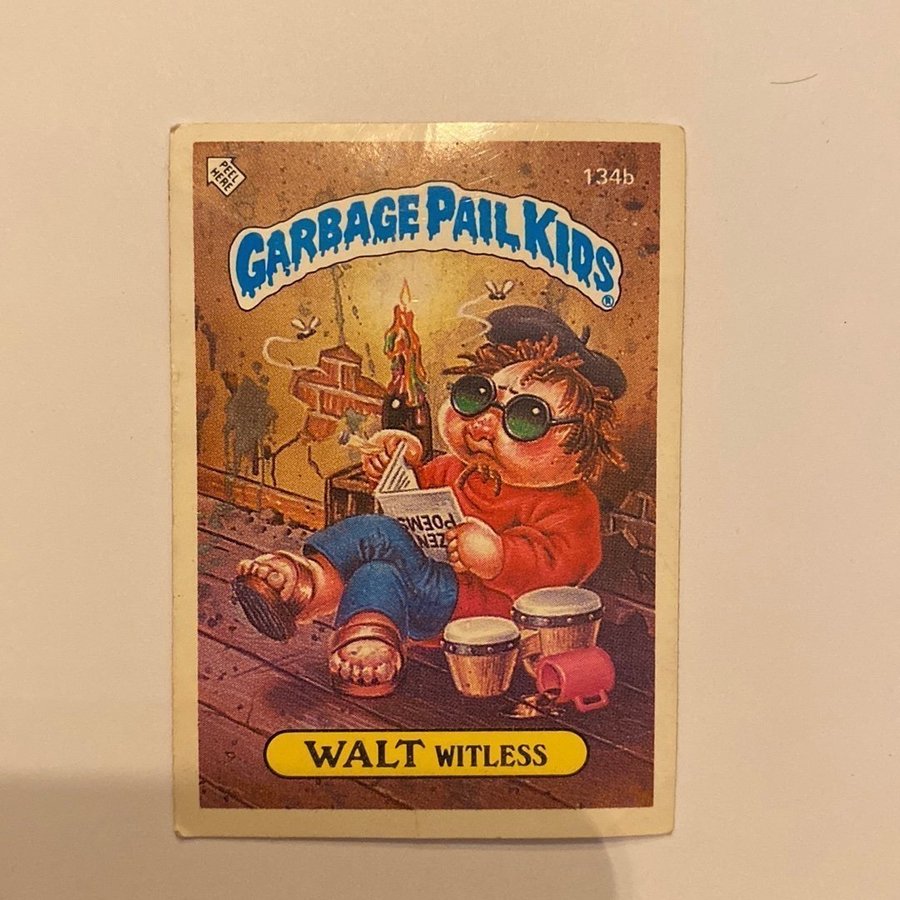 PEEL
HERE
134b
GARBAGE PAIL KIDS®
ZEN
POEMS
WALT WITLESS